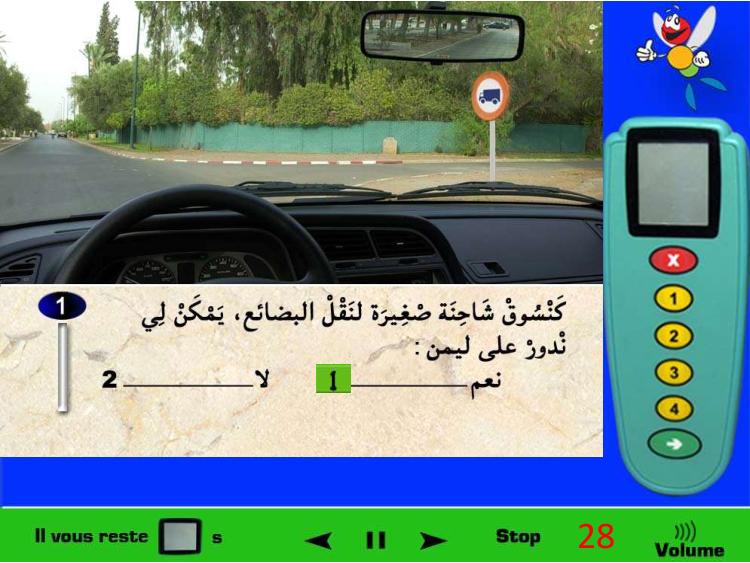 X
1
2
3
4
1
كَنْسُوقْ شَاحِنَة صْغِيرَة لنَقْلْ البضائع، يَمْكَنْ لِي
نْدورْ على ليمن :
نعم 1 لا 2
Il vous reste s Stop 28 Volume